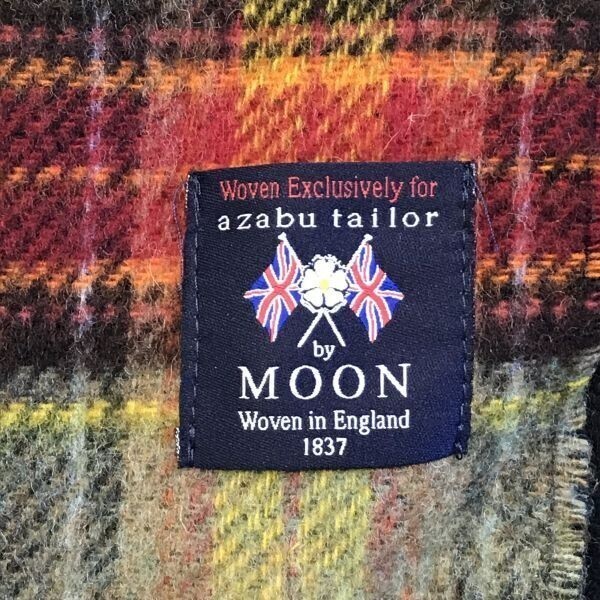 Woven Exclusively for
azabu tailor
by
MOON
Woven in England
1837